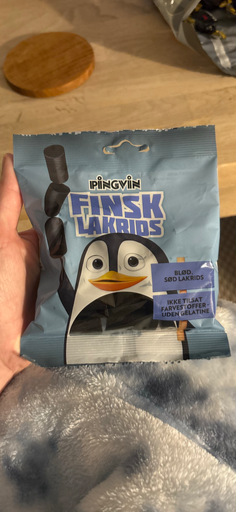 PiNGViN
FINSK
LAKRIDS
BLØD,
SØD LAKRIDS
IKKE TILSAT
FARVESTOFFER -
UDEN GELATINE